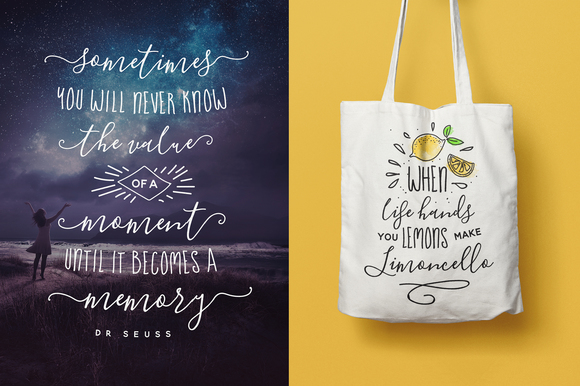 sometimes
YOU WILL NEVER KNOW
the value
OF A
moment
UNTIL IT BECOMES A
memory
DR SEUSS
WHEN
life hands
YOU LEMONS MAKE
Limoncello